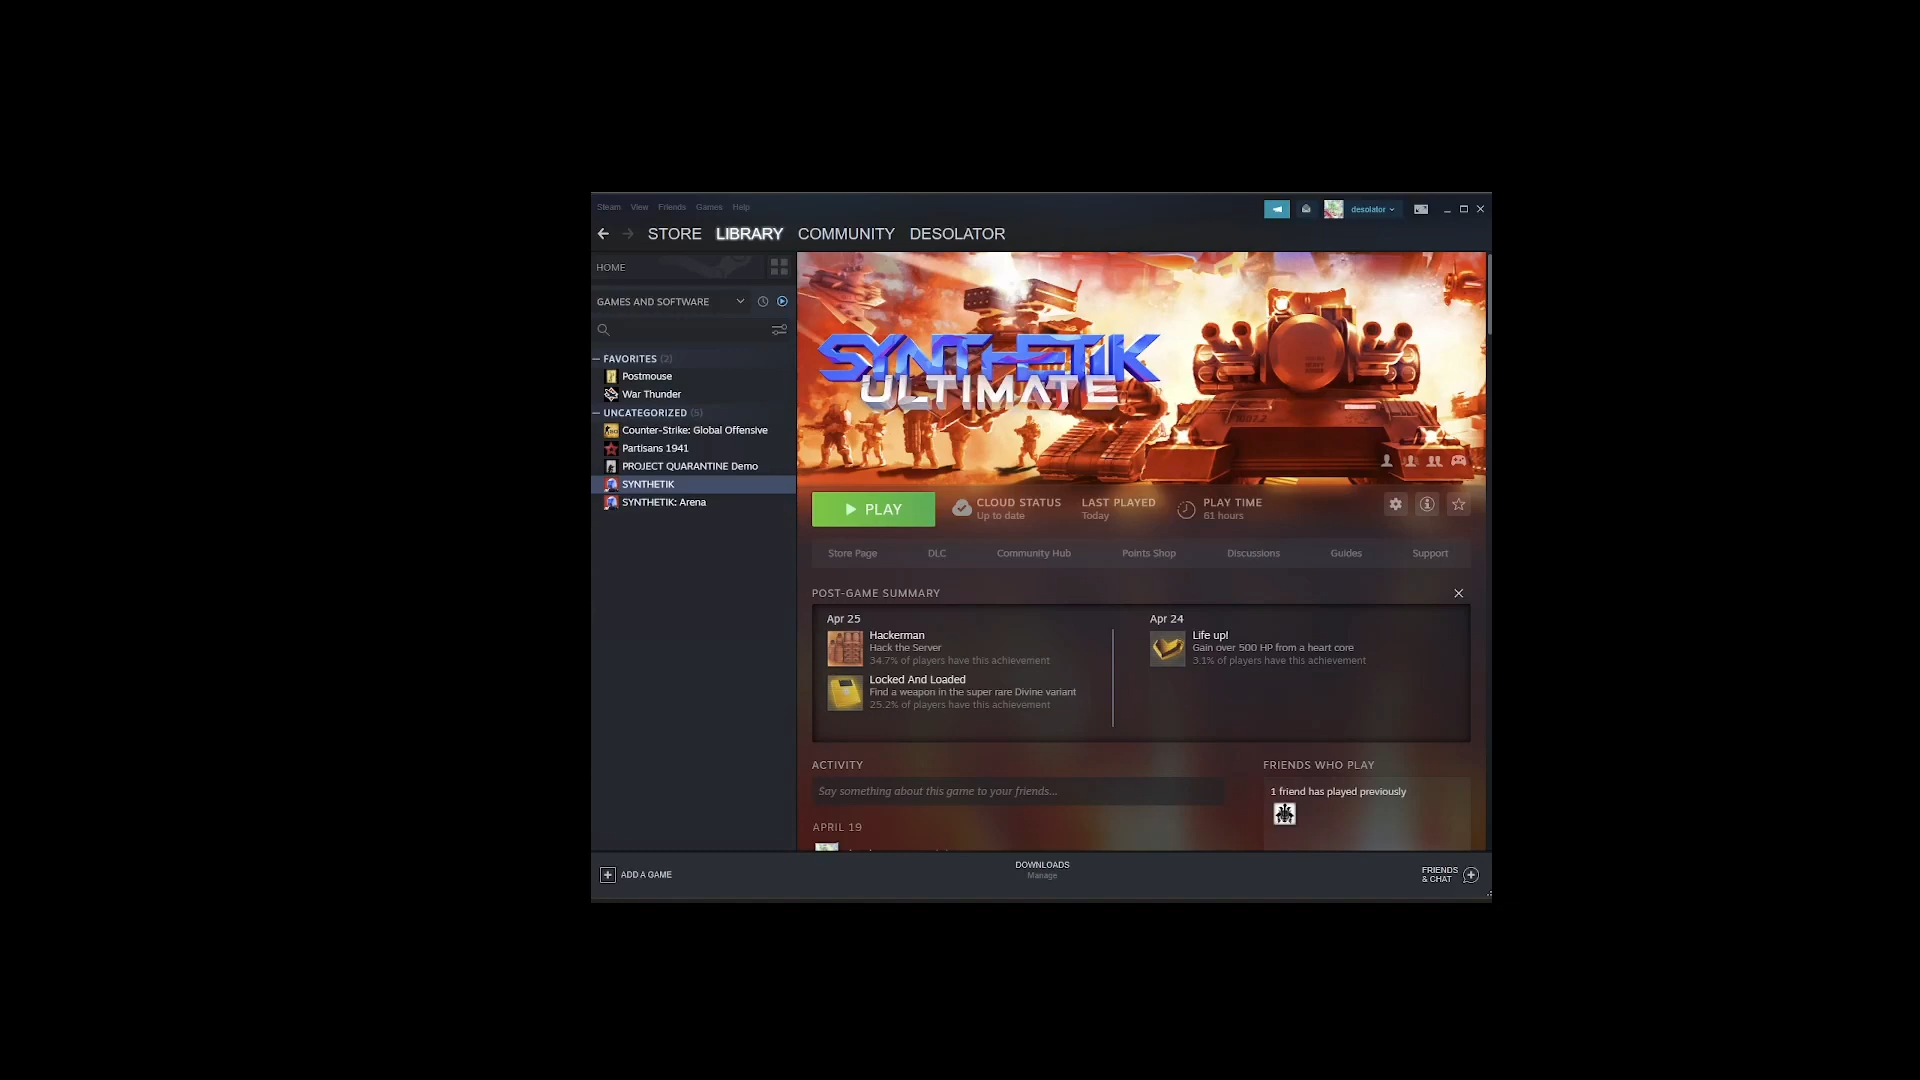 Steam View Friends Games Help
desolator
STORE LIBRARY COMMUNITY DESOLATOR
HOME
GAMES AND SOFTWARE
FAVORITES (2)
Postmouse
War Thunder
UNCATEGORIZED (5)
Counter-Strike: Global Offensive
Partisans 1941
PROJECT QUARANTINE Demo
SYNTHETIK
SYNTHETIK: Arena
SYNTHETIK
ULTIMATE
PLAY
CLOUD STATUS
Up to date
LAST PLAYED
Today
PLAY TIME
61 hours
Store Page DLC Community Hub Points Shop Discussions Guides Support
POST-GAME SUMMARY
Apr 25
Hackerman
Hack the Server
34.7% of players have this achievement
Locked And Loaded
Find a weapon in the super rare Divine variant
25.2% of players have this achievement
Apr 24
Life up!
Gain over 500 HP from a heart core
3.1% of players have this achievement
ACTIVITY
Say something about this game to your friends...
APRIL 19
FRIENDS WHO PLAY
1 friend has played previously
ADD A GAME
DOWNLOADS
Manage
FRIENDS
& CHAT